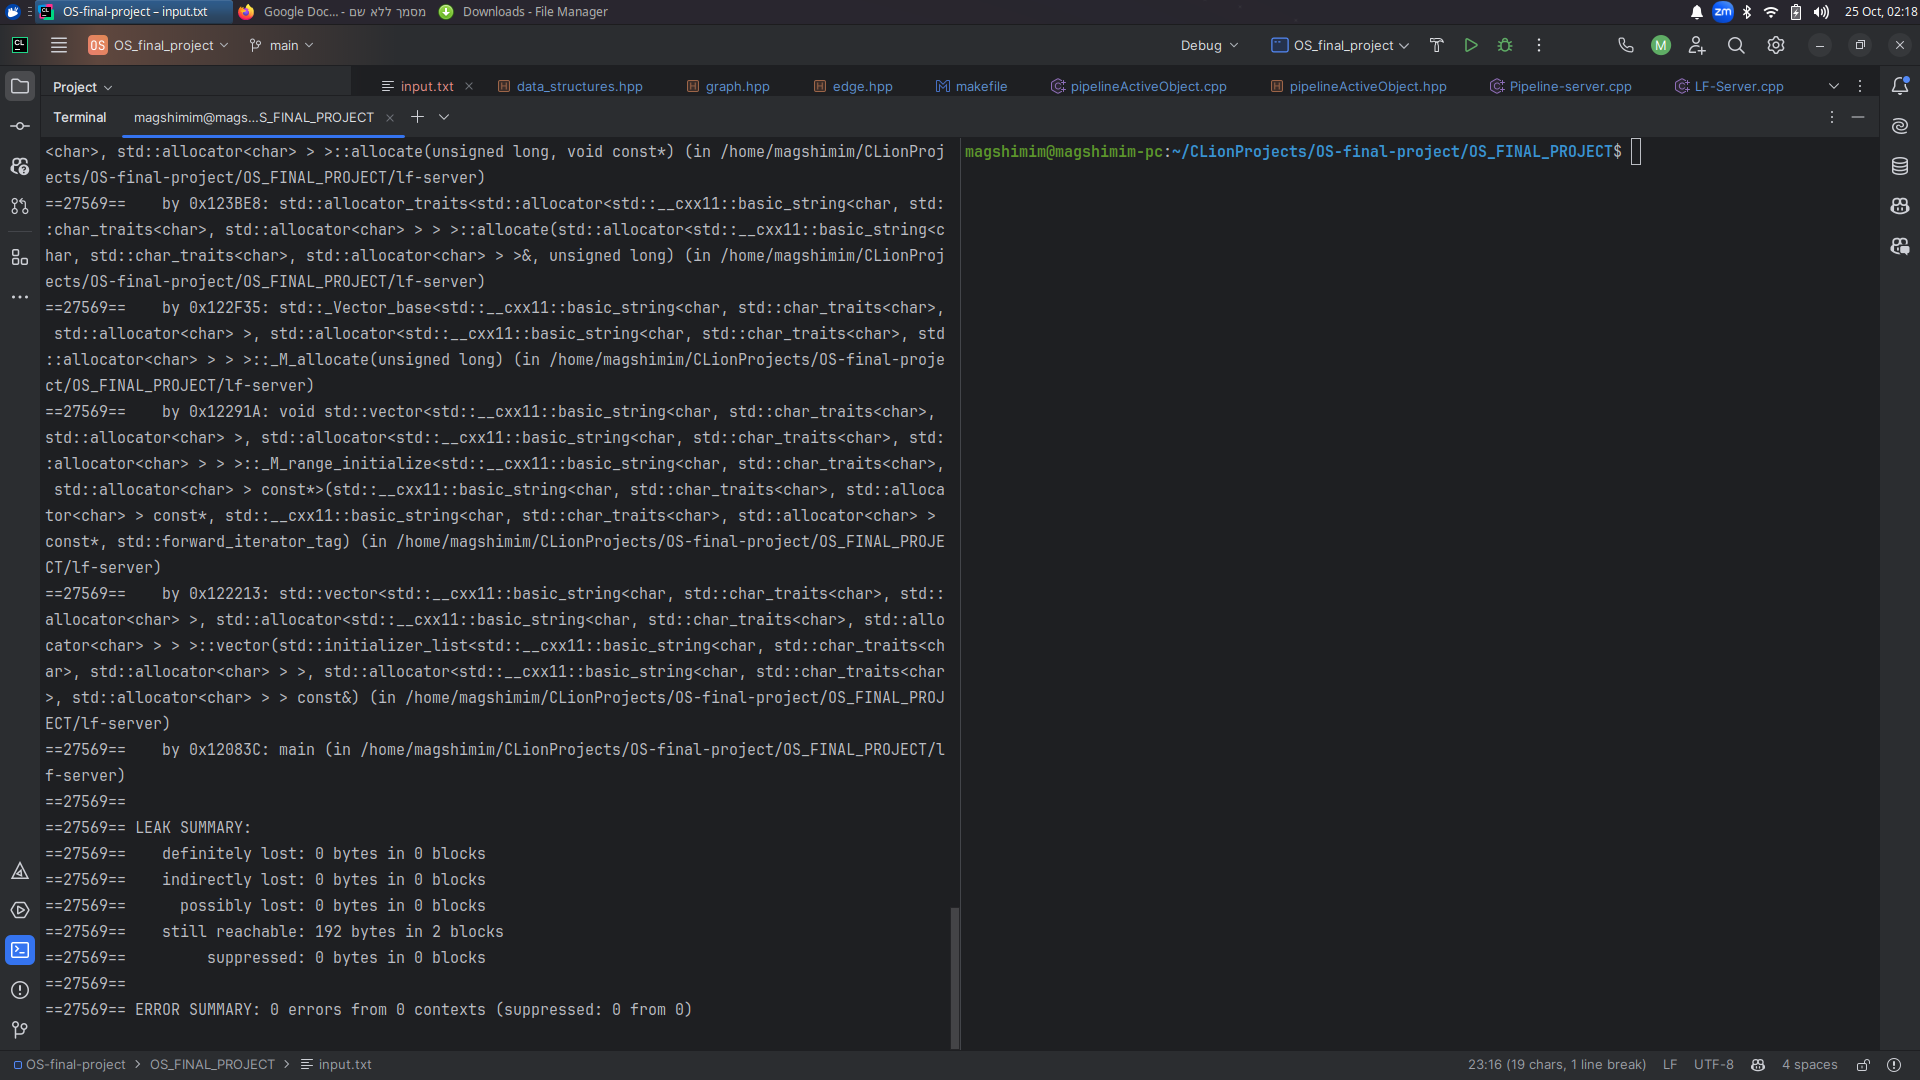 OS-final-project – input.txt
Google Doc... - מסמך ללא שם
Downloads - File Manager
zm
25 Oct, 02:18
CL
OS
OS_final_project
main
Debug
OS_final_project
M
Project
input.txt
data_structures.hpp
graph.hpp
edge.hpp
makefile
pipelineActiveObject.cpp
pipelineActiveObject.hpp
Pipeline-server.cpp
LF-Server.cpp
Terminal
magshimim@mags...S_FINAL_PROJECT
<char>, std::allocator<char> > >::allocate(unsigned long, void const*) (in /home/magshimim/CLionProj
ects/OS-final-project/OS_FINAL_PROJECT/lf-server)
==27569==    by 0x123BE8: std::allocator_traits<std::allocator<std::__cxx11::basic_string<char, std:
:char_traits<char>, std::allocator<char> > > >::allocate(std::allocator<std::__cxx11::basic_string<c
har, std::char_traits<char>, std::allocator<char> > >&, unsigned long) (in /home/magshimim/CLionProj
ects/OS-final-project/OS_FINAL_PROJECT/lf-server)
==27569==    by 0x122F35: std::_Vector_base<std::__cxx11::basic_string<char, std::char_traits<char>,
 std::allocator<char> >, std::allocator<std::__cxx11::basic_string<char, std::char_traits<char>, std
::allocator<char> > > >::_M_allocate(unsigned long) (in /home/magshimim/CLionProjects/OS-final-proje
ct/OS_FINAL_PROJECT/lf-server)
==27569==    by 0x12291A: void std::vector<std::__cxx11::basic_string<char, std::char_traits<char>,
std::allocator<char> >, std::allocator<std::__cxx11::basic_string<char, std::char_traits<char>, std:
:allocator<char> > > >::_M_range_initialize<std::__cxx11::basic_string<char, std::char_traits<char>,
 std::allocator<char> > const*>(std::__cxx11::basic_string<char, std::char_traits<char>, std::alloca
tor<char> > const*, std::__cxx11::basic_string<char, std::char_traits<char>, std::allocator<char> >
const*, std::forward_iterator_tag) (in /home/magshimim/CLionProjects/OS-final-project/OS_FINAL_PROJE
CT/lf-server)
==27569==    by 0x122213: std::vector<std::__cxx11::basic_string<char, std::char_traits<char>, std::
allocator<char> >, std::allocator<std::__cxx11::basic_string<char, std::char_traits<char>, std::allo
cator<char> > > >::vector(std::initializer_list<std::__cxx11::basic_string<char, std::char_traits<ch
ar>, std::allocator<char> > >, std::allocator<std::__cxx11::basic_string<char, std::char_traits<char
>, std::allocator<char> > > const&) (in /home/magshimim/CLionProjects/OS-final-project/OS_FINAL_PROJ
ECT/lf-server)
==27569==    by 0x12083C: main (in /home/magshimim/CLionProjects/OS-final-project/OS_FINAL_PROJECT/l
f-server)
==27569==
==27569== LEAK SUMMARY:
==27569==    definitely lost: 0 bytes in 0 blocks
==27569==    indirectly lost: 0 bytes in 0 blocks
==27569==      possibly lost: 0 bytes in 0 blocks
==27569==    still reachable: 192 bytes in 2 blocks
==27569==         suppressed: 0 bytes in 0 blocks
==27569==
==27569== ERROR SUMMARY: 0 errors from 0 contexts (suppressed: 0 from 0)
magshimim@magshimim-pc:~/CLionProjects/OS-final-project/OS_FINAL_PROJECT$
OS-final-project > OS_FINAL_PROJECT > input.txt
23:16 (19 chars, 1 line break)
LF
UTF-8
4 spaces